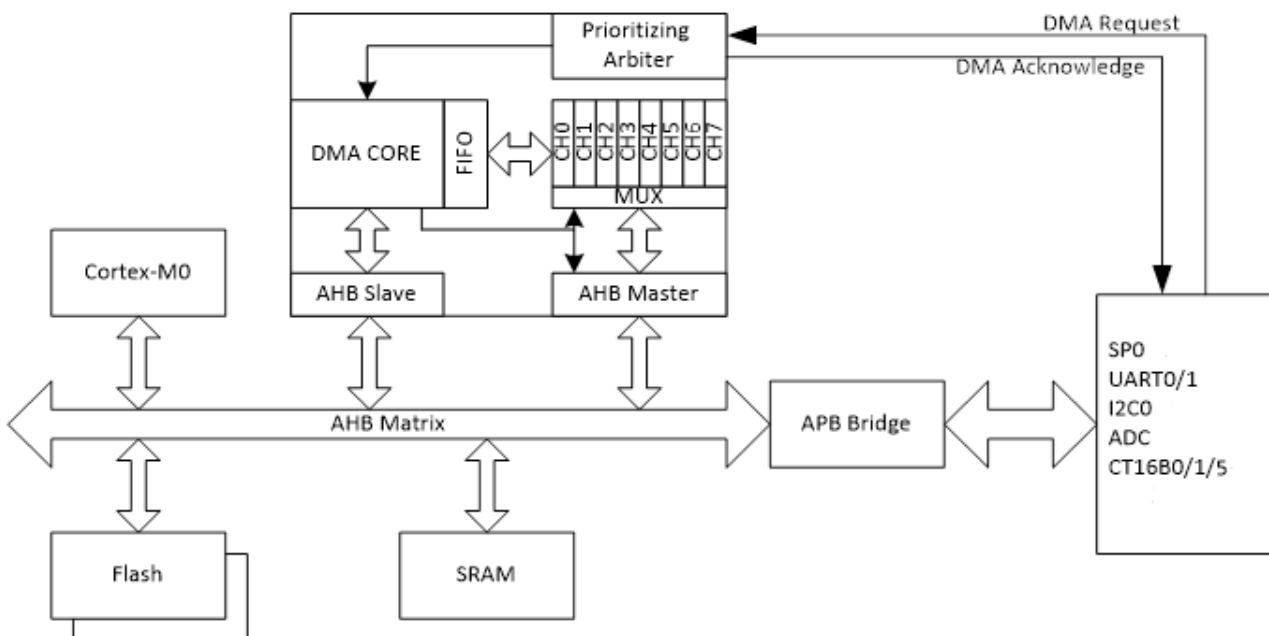 DMA Request
Prioritizing
Arbiter
DMA Acknowledge
DMA CORE
FIFO
CH0
CH1
CH2
CH3
CH4
CH5
CH6
CH7
MUX
Cortex-M0
AHB Slave
AHB Master
SP0
UART0/1
I2C0
ADC
CT16B0/1/5
AHB Matrix
APB Bridge
Flash
SRAM